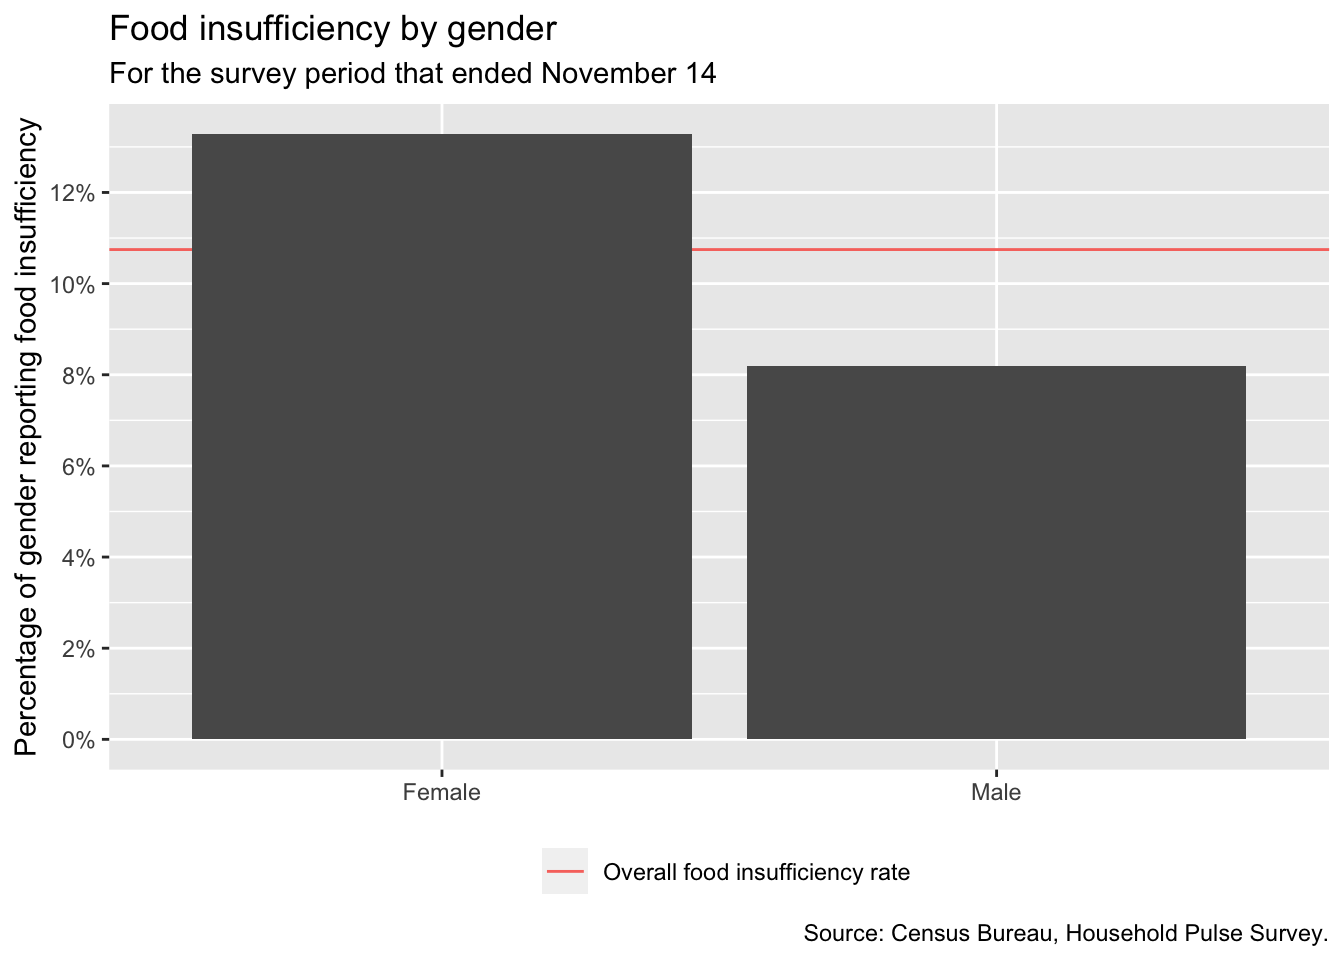 Food insufficiency by gender
For the survey period that ended November 14
Percentage of gender reporting food insufficiency
12%
10%
8%
6%
4%
2%
0%
Female
Male
Overall food insufficiency rate
Source: Census Bureau, Household Pulse Survey.